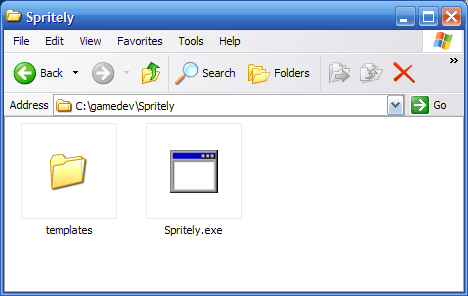 Spritely
File Edit View Favorites Tools Help
Back Search Folders »
Address C:\gamedev\Spritely Go »
templates Spritely.exe